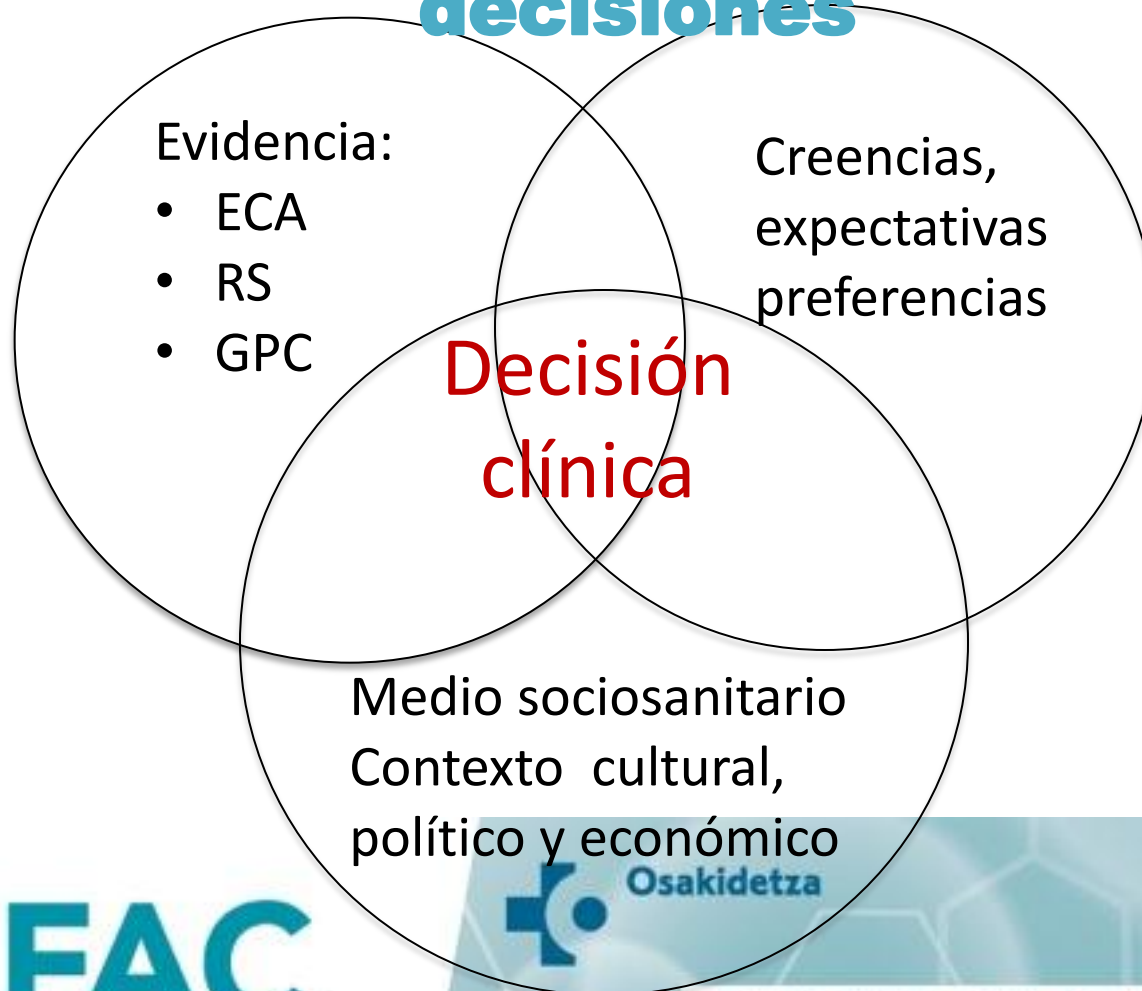 decisiones
Evidencia:
• ECA
• RS
• GPC
Creencias,
expectativas
preferencias
Decisión
clínica
Medio sociosanitario
Contexto cultural,
político y económico
Osakidetza
FAC